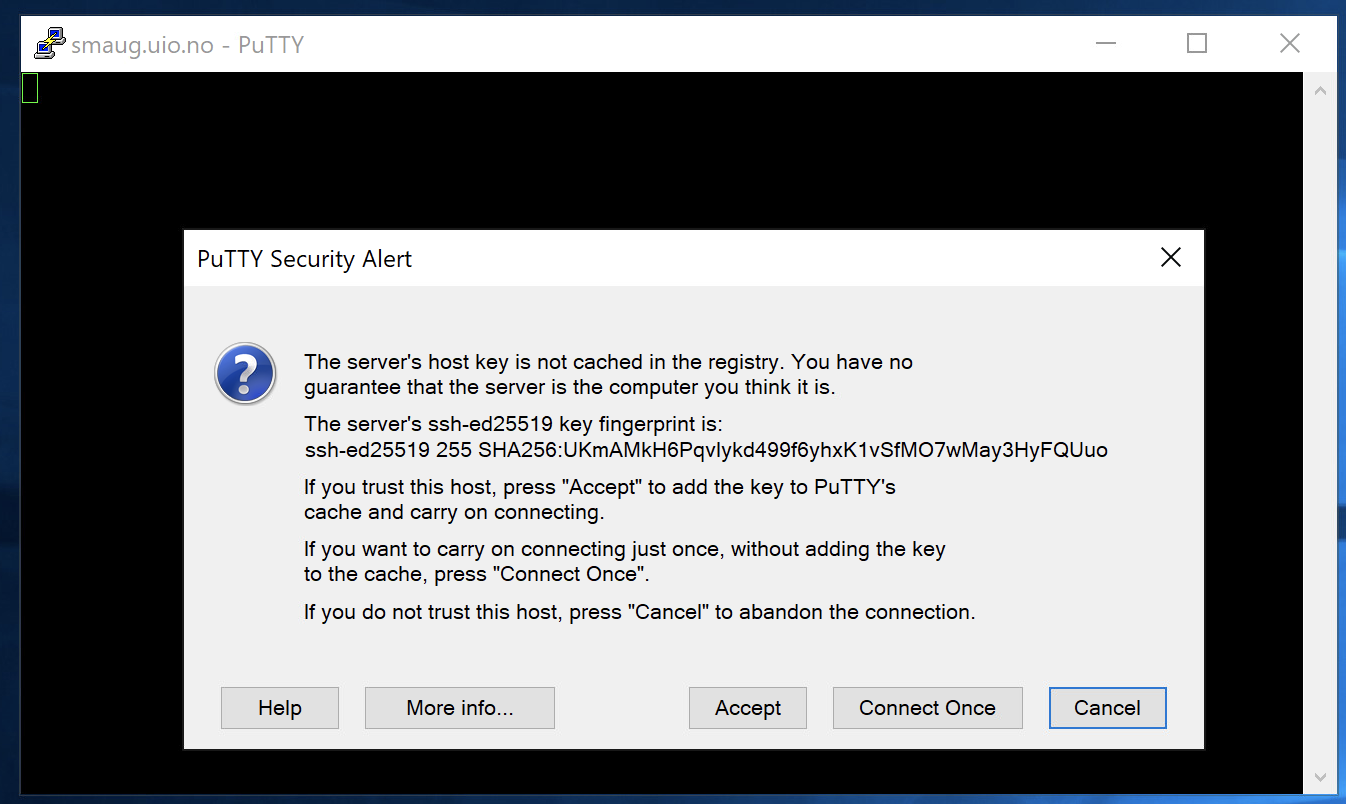 smaug.uio.no - PuTTY
PuTTY Security Alert
The server's host key is not cached in the registry. You have no
guarantee that the server is the computer you think it is.
The server's ssh-ed25519 key fingerprint is:
ssh-ed25519 255 SHA256:UKmAMkH6Pqvlykd499f6yhxK1vSfMO7wMay3HyFQUuo
If you trust this host, press "Accept" to add the key to PuTTY's
cache and carry on connecting.
If you want to carry on connecting just once, without adding the key
to the cache, press "Connect Once".
If you do not trust this host, press "Cancel" to abandon the connection.
Help
More info...
Accept
Connect Once
Cancel